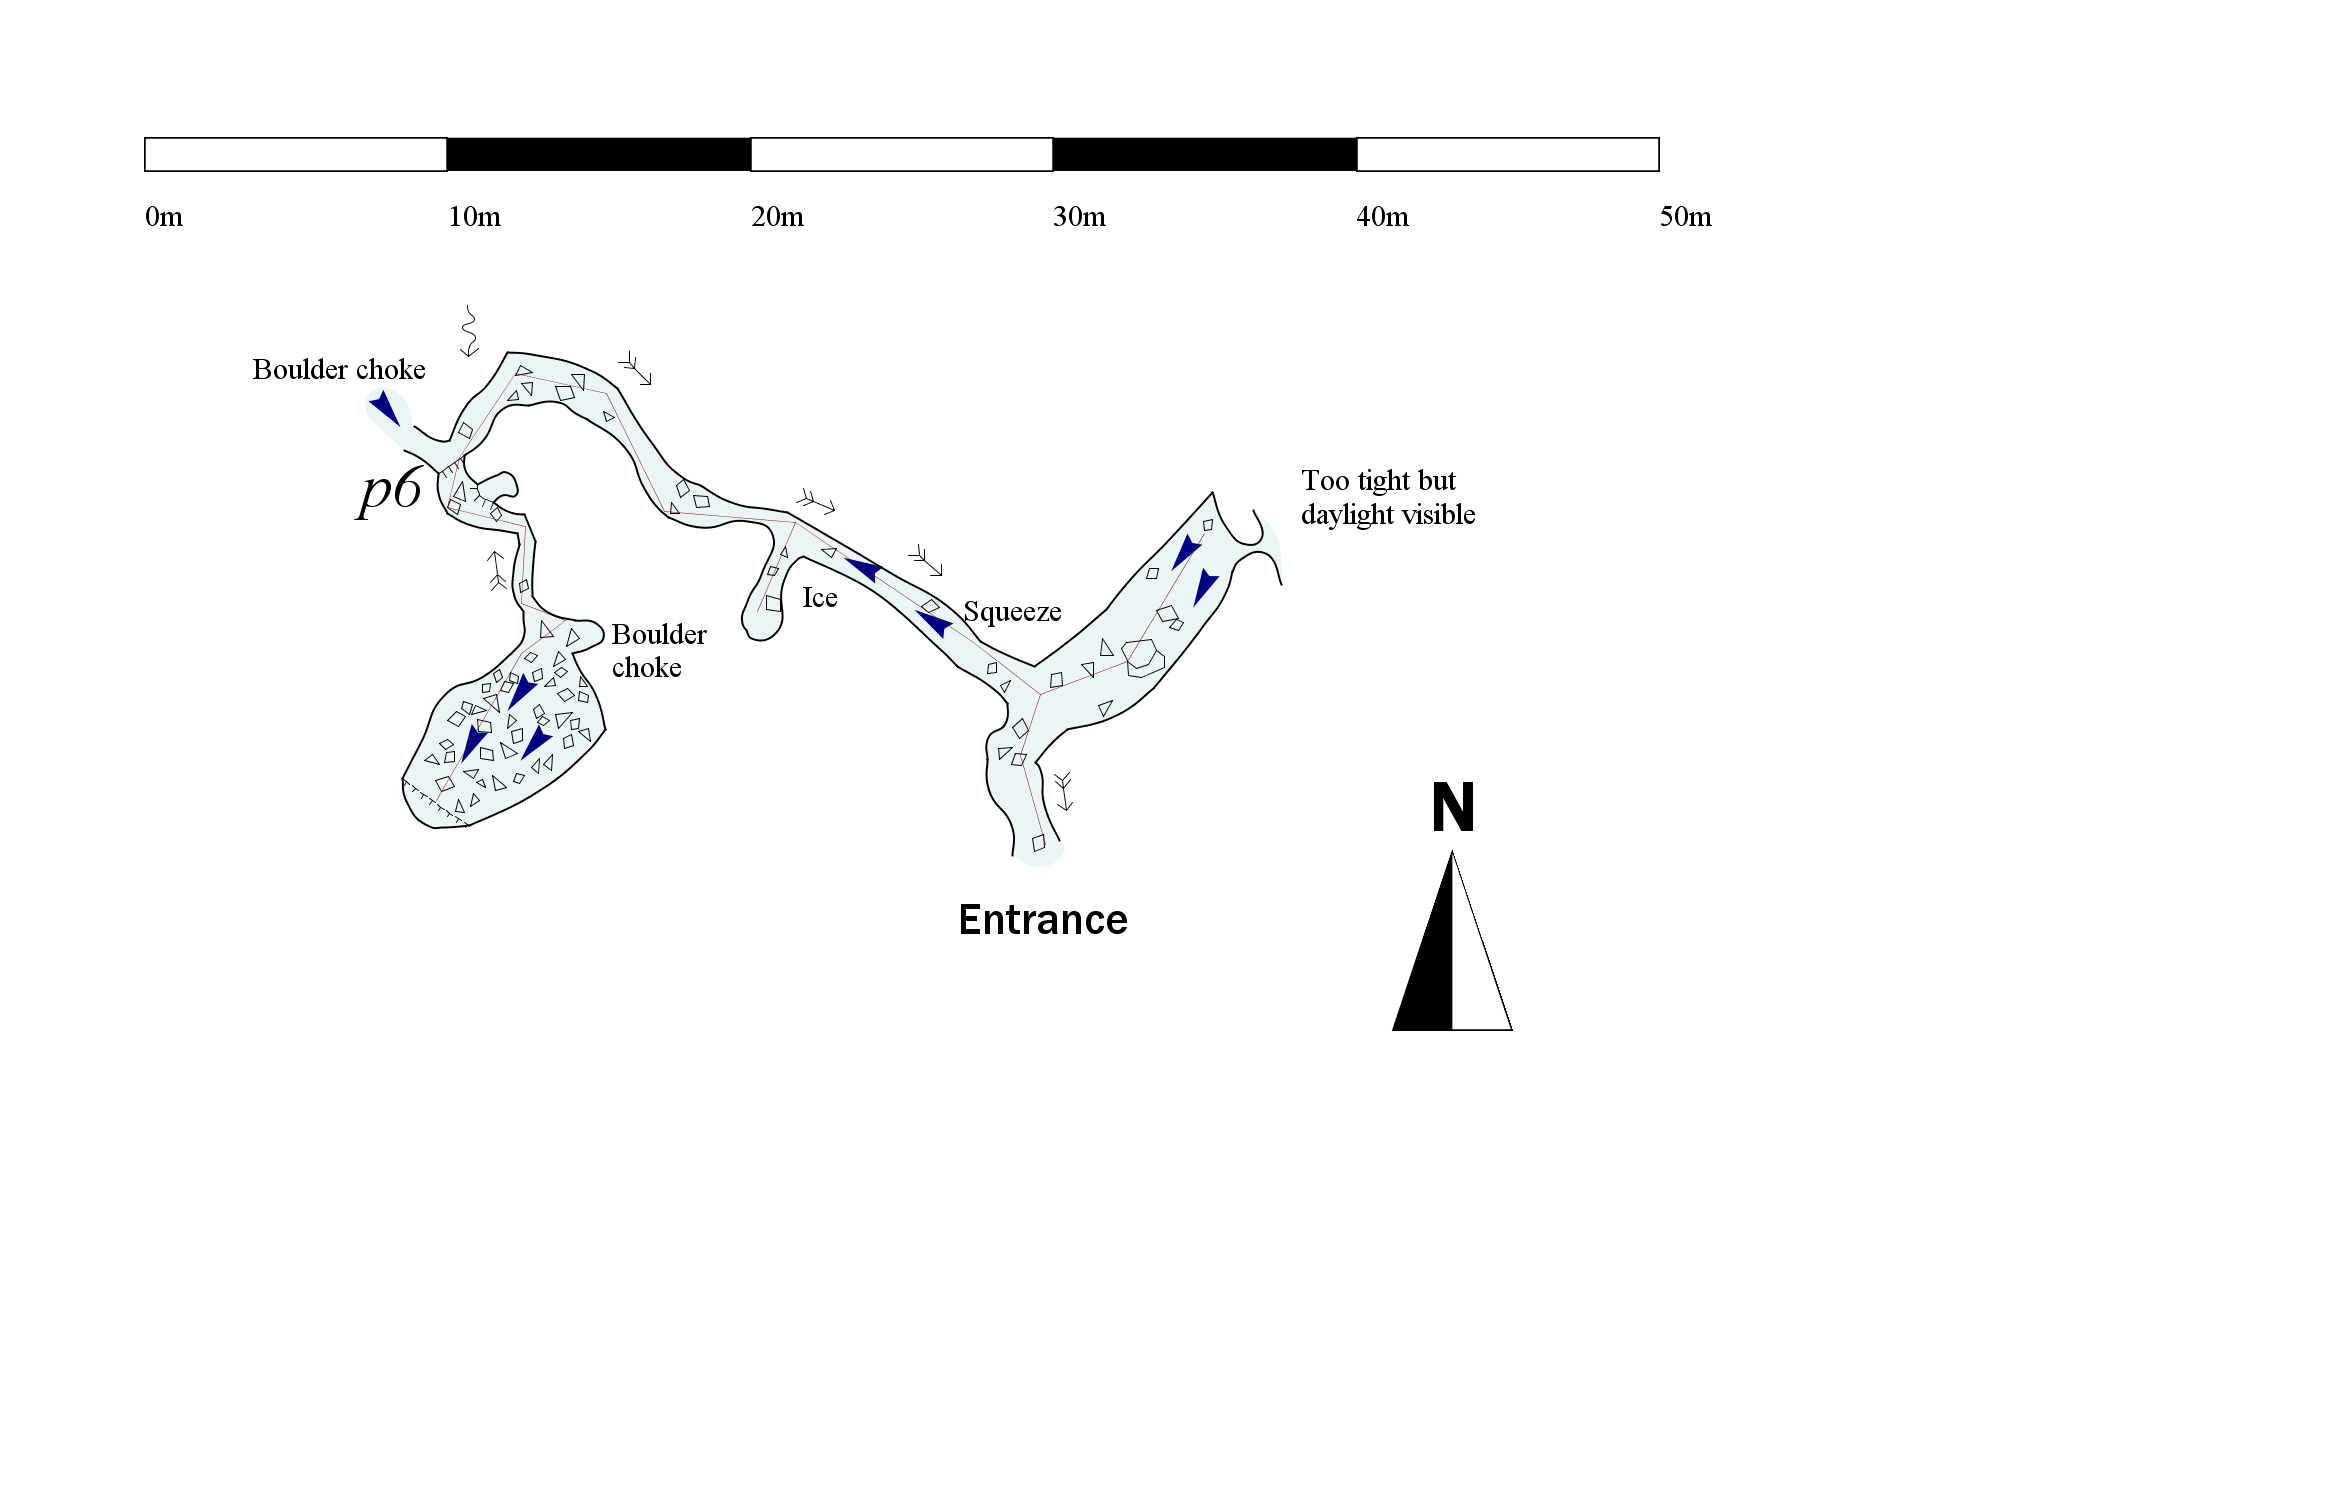 0m 10m 20m 30m 40m 50m
Boulder choke
p6
Too tight but
daylight visible
Ice
Squeeze
Boulder
choke
N
Entrance